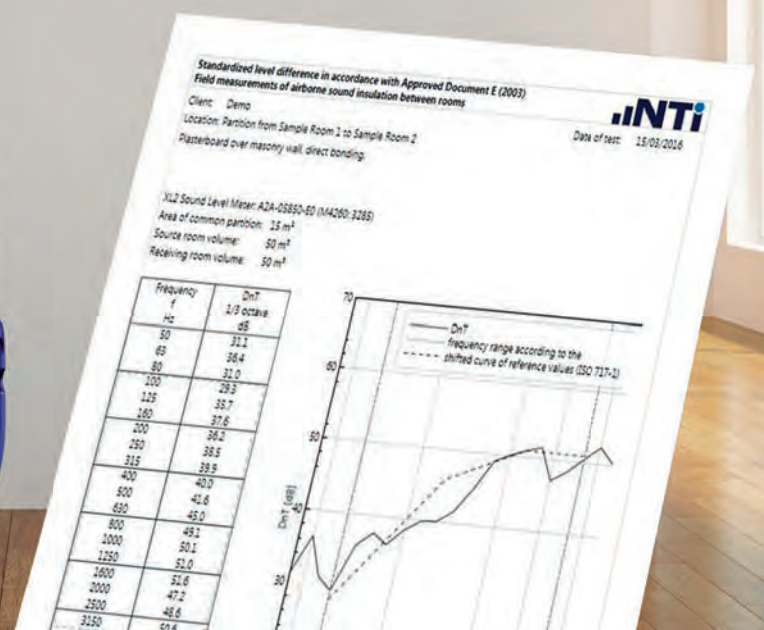 Standardized level difference in accordance with Approved Document E (2003)
Field measurements of airborne sound insulation between rooms
NTi
Client: Demo
Date of test: 15/03/2016
Location: Partition from Sample Room 1 to Sample Room 2
Plasterboard over masonry wall, direct bonding.
XL2 Sound Level Meter: A2A-05850-E0 (M4260: 3285)
Area of common partition: 15 m²
Source room volume: 50 m³
Receiving room volume: 50 m³
Frequency f Hz DnT 1/3 octave dB
50 31.1
63 36.4
80 31.0
100 29.3
125 35.7
160 37.6
200 36.2
250 38.5
315 39.9
400 40.0
500 41.6
630 45.0
800 49.1
1000 50.1
1250 51.0
1600 51.6
2000 47.2
2500 48.6
3150 50.6
70
60
50
40
30
DnT [dB]
DnT
frequency range according to the
shifted curve of reference values (ISO 717-1)